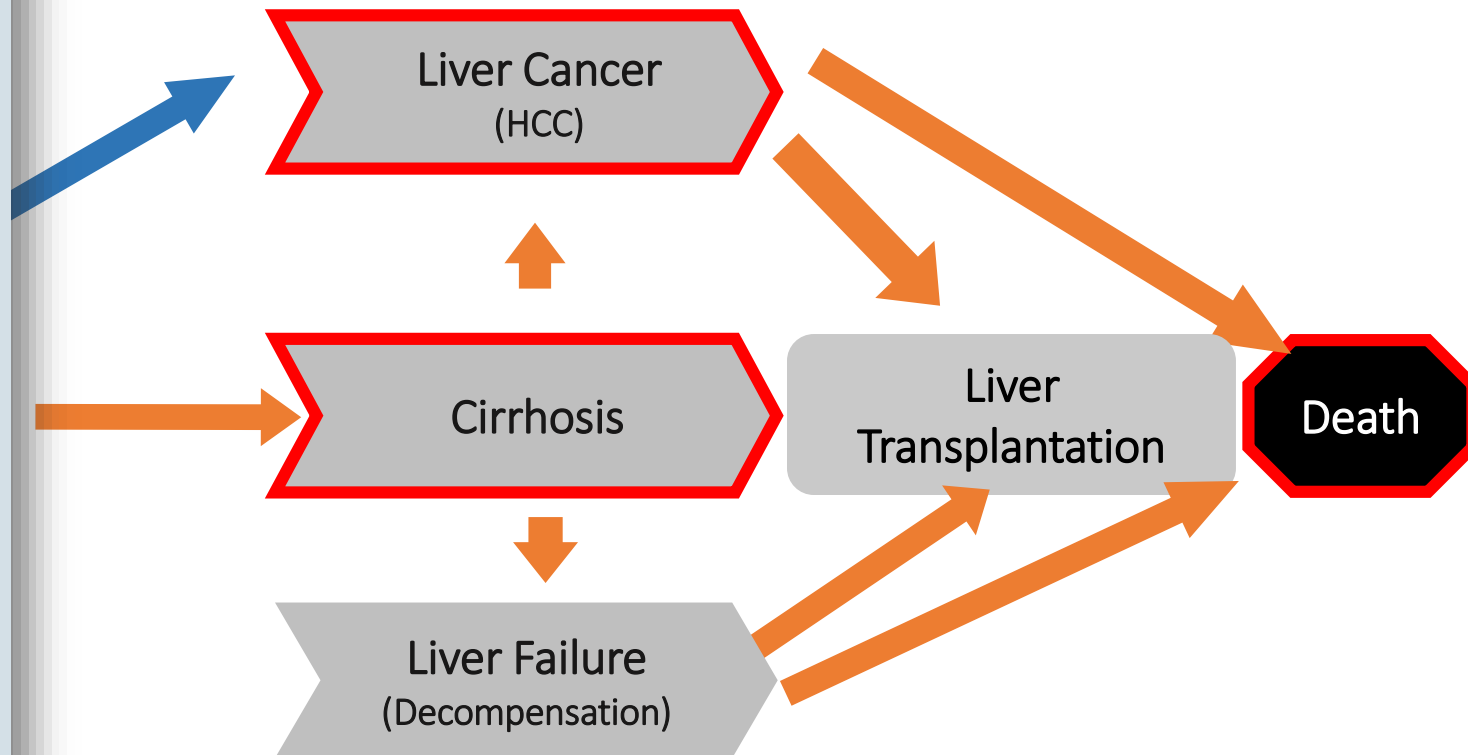 Liver Cancer
(HCC)
Cirrhosis
Liver
Transplantation
Death
Liver Failure
(Decompensation)